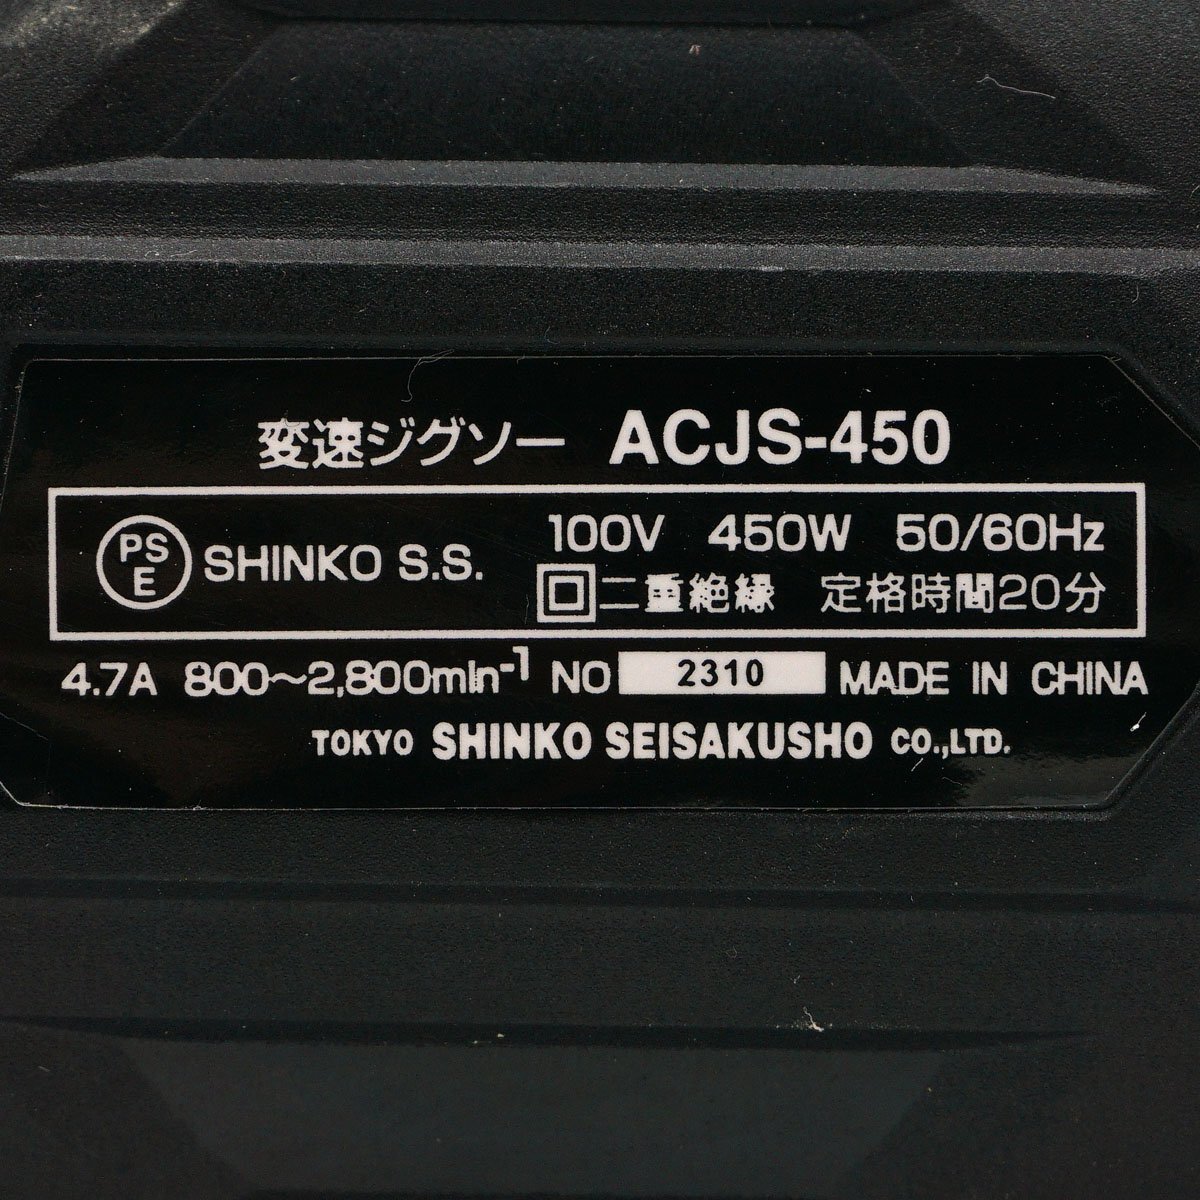 変速ジグソー ACJS-450
PSE SHINKO S.S. 100V 450W 50/60Hz
二重絶縁 定格時間20分
4.7A 800～2,800min⁻¹ NO 2310 MADE IN CHINA
TOKYO SHINKO SEISAKUSHO CO.,LTD.